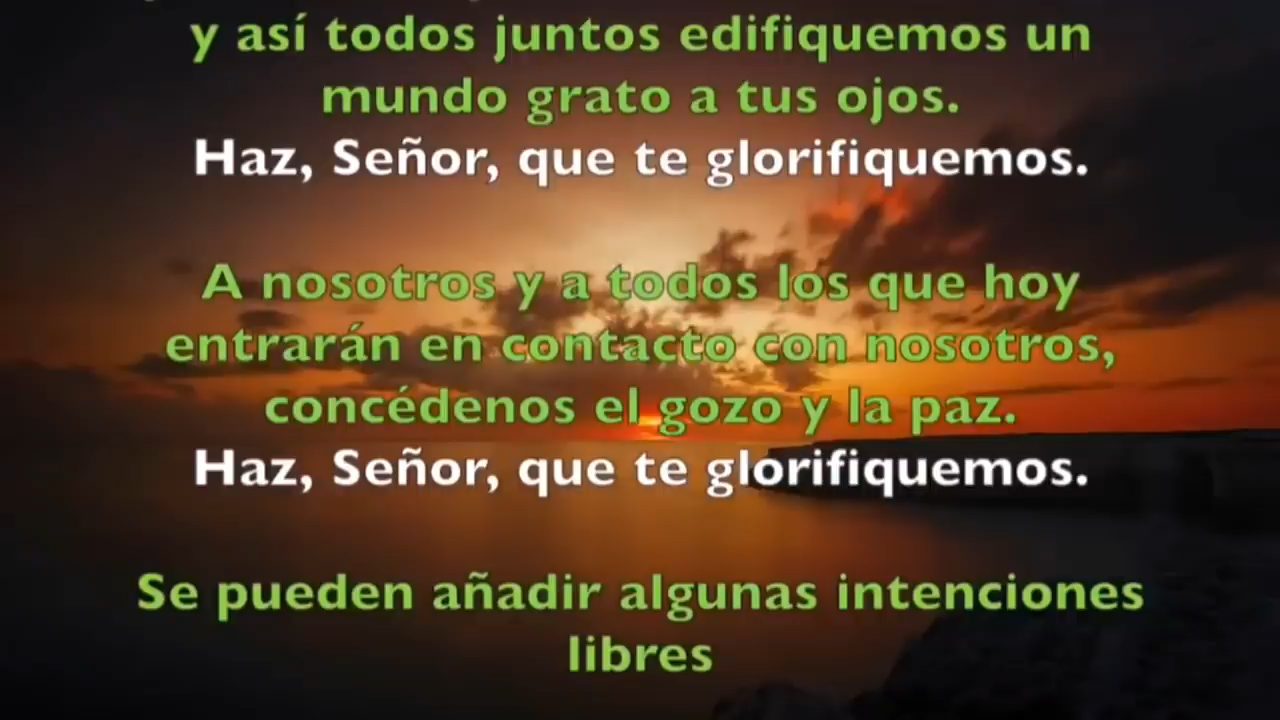 y así todos juntos edifiquemos un
mundo grato a tus ojos.
Haz, Señor, que te glorifiquemos.
A nosotros y a todos los que hoy
entrarán en contacto con nosotros,
concédenos el gozo y la paz.
Haz, Señor, que te glorifiquemos.
Se pueden añadir algunas intenciones
libres